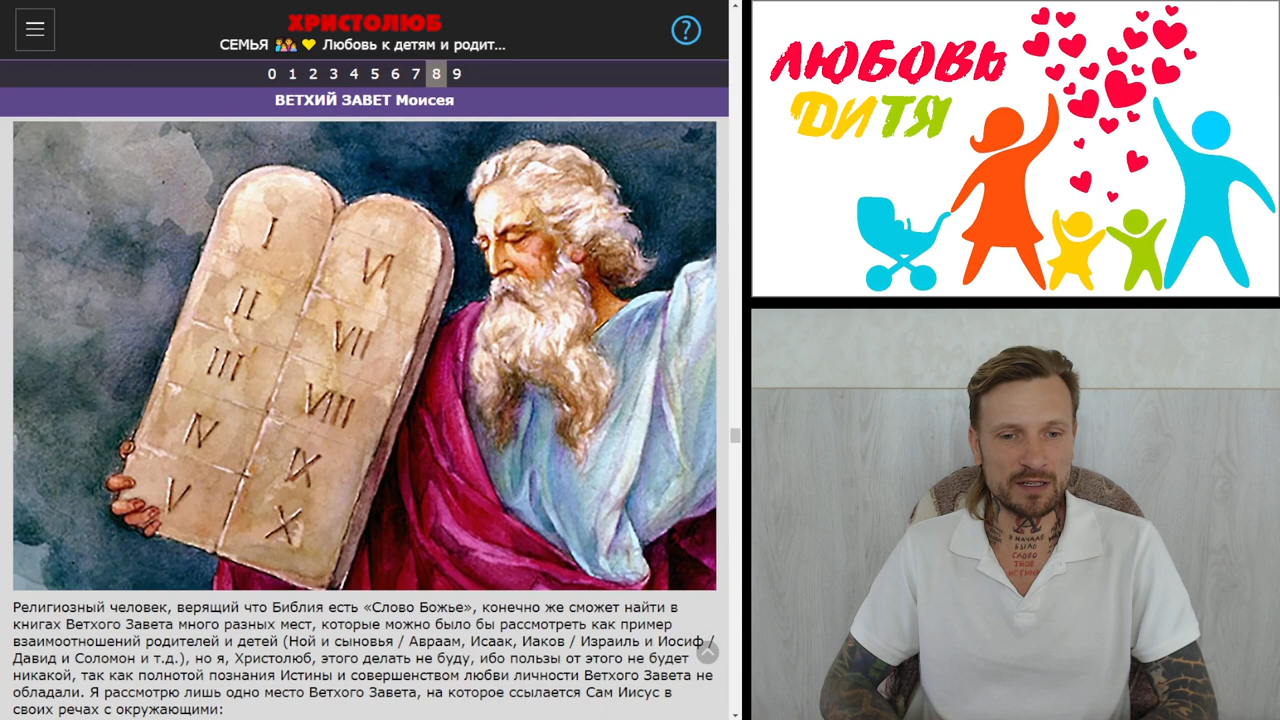 ХРИСТОЛЮБ
СЕМЬЯ 👫 💛 Любовь к детям и родит...
0 1 2 3 4 5 6 7 8 9
ВЕТХИЙ ЗАВЕТ Моисея
I
II
III
IV
V
VI
VII
VIII
IX
X
Религиозный человек, верящий что Библия есть «Слово Божье», конечно же сможет найти в
книгах Ветхого Завета много разных мест, которые можно было бы рассмотреть как пример
взаимоотношений родителей и детей (Ной и сыновья / Авраам, Исаак, Иаков / Израиль и Иосиф /
Давид и Соломон и т.д.), но я, Христолюб, этого делать не буду, ибо пользы от этого не будет
никакой, так как полнотой познания Истины и совершенством любви личности Ветхого Завета не
обладали. Я рассмотрю лишь одно место Ветхого Завета, на которое ссылается Сам Иисус в
своих речах с окружающими:
ЛЮБОВЬ
ДИТЯ
В НАЧАЛЕ
БЫЛО
СЛОВО
ТВОЕ
ИСТИНА